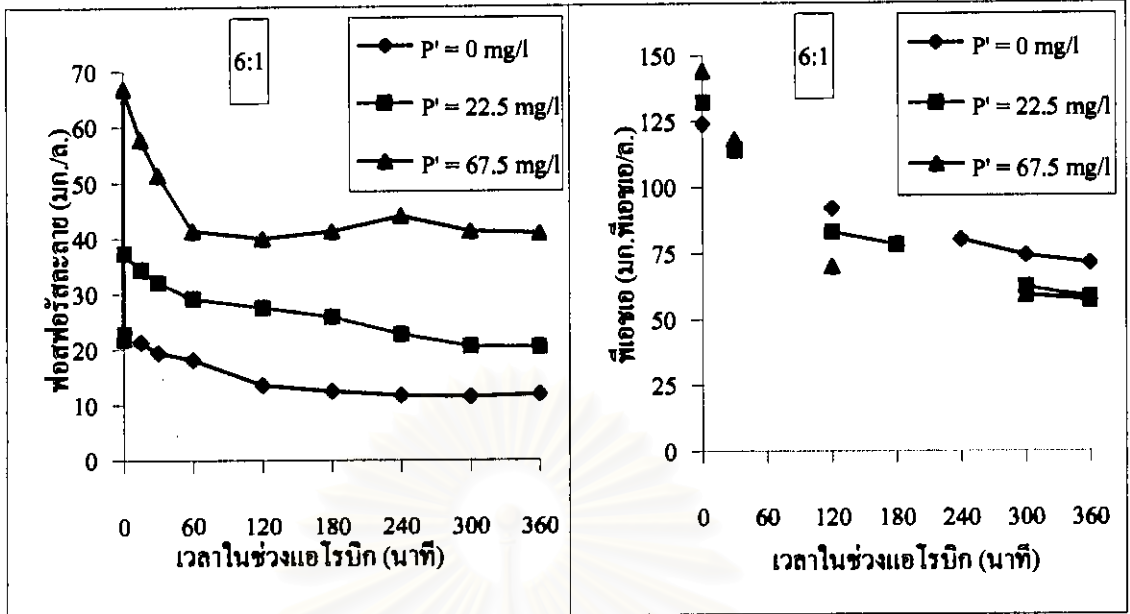 6:1
P' = 0 mg/l
P' = 22.5 mg/l
P' = 67.5 mg/l
ฟอสฟอรัสละลาย (มก./ล.)
70
60
50
40
30
20
10
0
0 60 120 180 240 300 360
เวลาในช่วงแอโรบิก (นาที)
6:1
P' = 0 mg/l
P' = 22.5 mg/l
P' = 67.5 mg/l
พีเอชเอ (มก.พีเอชเอ/ล.)
150
125
100
75
50
25
0
0 60 120 180 240 300 360
เวลาในช่วงแอโรบิก (นาที)